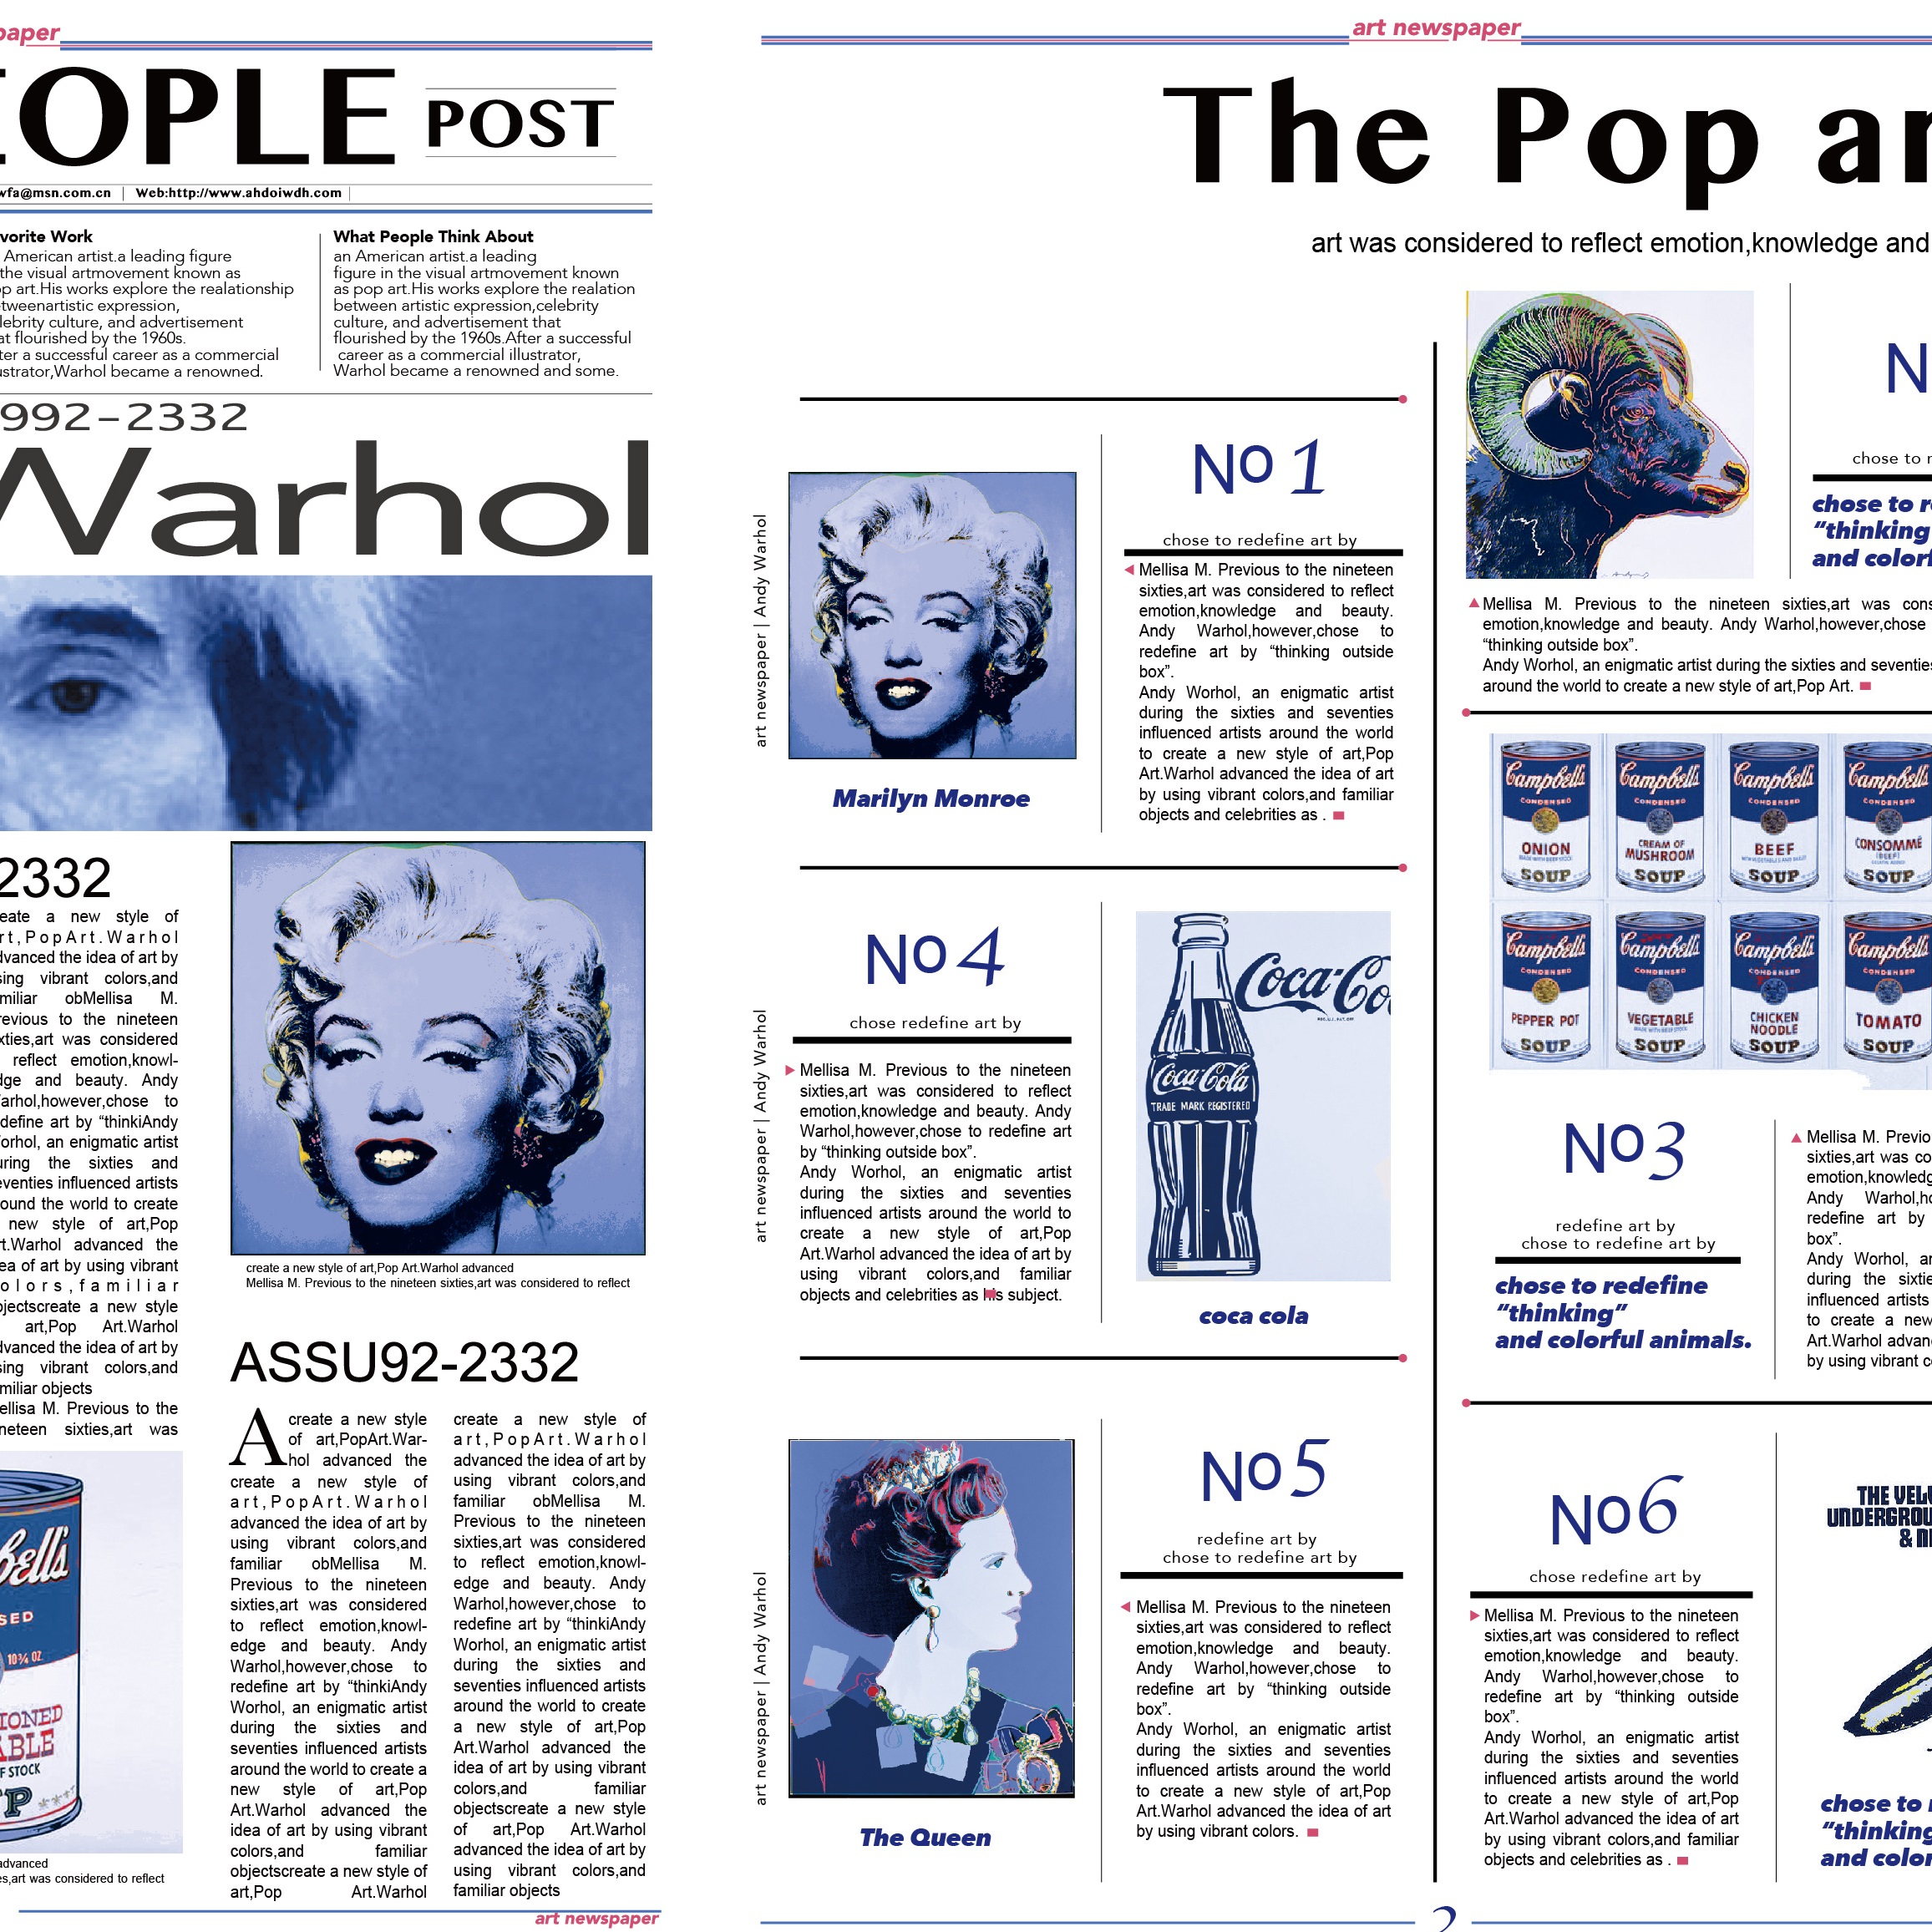 paper
EOPLE POST
wfa@msn.com.cn | Web:http://www.ahdoiwdh.com
vorite Work
American artist.a leading figure
the visual artmovement known as
p art.His works explore the realationship
tweenartistic expression,
lebrity culture, and advertisement
at flourished by the 1960s.
ter a successful career as a commercial
ustrator,Warhol became a renowned.
What People Think About
an American artist.a leading
figure in the visual artmovement known
as pop art.His works explore the realation
between artistic expression,celebrity
culture, and advertisement that
flourished by the 1960s.After a successful
career as a commercial illustrator,
Warhol became a renowned and some.
992-2332
Warhol
2332
eate a new style of
rt,PopArt.Warhol
dvanced the idea of art by
sing vibrant colors,and
miliar obMellisa M.
revious to the nineteen
xties,art was considered
reflect emotion,knowl-
dge and beauty. Andy
arhol,however,chose to
define art by “thinkiAndy
orhol, an enigmatic artist
uring the sixties and
eventies influenced artists
ound the world to create
new style of art,Pop
rt.Warhol advanced the
ea of art by using vibrant
olors,familiar
bjectscreate a new style
art,Pop Art.Warhol
dvanced the idea of art by
sing vibrant colors,and
miliar objects
ellisa M. Previous to the
neteen sixties,art was
bell's
SED
10¾ OZ.
IONED
ABLE
F STOCK
P
advanced
es,art was considered to reflect
create a new style of art,Pop Art.Warhol advanced
Mellisa M. Previous to the nineteen sixties,art was considered to reflect
ASSU92-2332
A create a new style
of art,PopArt.War-
hol advanced the
create a new style of
art,PopArt.Warhol
advanced the idea of art by
using vibrant colors,and
familiar obMellisa M.
Previous to the nineteen
sixties,art was considered
to reflect emotion,knowl-
edge and beauty. Andy
Warhol,however,chose to
redefine art by “thinkiAndy
Worhol, an enigmatic artist
during the sixties and
seventies influenced artists
around the world to create a
new style of art,Pop
Art.Warhol advanced the
idea of art by using vibrant
colors,and familiar
objectscreate a new style of
art,Pop Art.Warhol
create a new style of
art,PopArt.Warhol
advanced the idea of art by
using vibrant colors,and
familiar obMellisa M.
Previous to the nineteen
sixties,art was considered
to reflect emotion,knowl-
edge and beauty. Andy
Warhol,however,chose to
redefine art by “thinkiAndy
Worhol, an enigmatic artist
during the sixties and
seventies influenced artists
around the world to create
a new style of art,Pop
Art.Warhol advanced the
idea of art by using vibrant
colors,and familiar
objectscreate a new style
of art,Pop Art.Warhol
advanced the idea of art by
using vibrant colors,and
familiar objects
art newspaper
art newspaper
The Pop ar
art was considered to reflect emotion,knowledge and
art newspaper | Andy Warhol
Marilyn Monroe
No 1
chose to redefine art by
Mellisa M. Previous to the nineteen
sixties,art was considered to reflect
emotion,knowledge and beauty.
Andy Warhol,however,chose to
redefine art by “thinking outside
box”.
Andy Worhol, an enigmatic artist
during the sixties and seventies
influenced artists around the world
to create a new style of art,Pop
Art.Warhol advanced the idea of art
by using vibrant colors,and familiar
objects and celebrities as .
art newspaper | Andy Warhol
No 4
chose redefine art by
Mellisa M. Previous to the nineteen
sixties,art was considered to reflect
emotion,knowledge and beauty. Andy
Warhol,however,chose to redefine art
by “thinking outside box”.
Andy Worhol, an enigmatic artist
during the sixties and seventies
influenced artists around the world to
create a new style of art,Pop
Art.Warhol advanced the idea of art by
using vibrant colors,and familiar
objects and celebrities as his subject.
Coca-Co
Coca-Cola
TRADE MARK REGISTERED
coca cola
art newspaper | Andy Warhol
The Queen
No 5
redefine art by
chose to redefine art by
Mellisa M. Previous to the nineteen
sixties,art was considered to reflect
emotion,knowledge and beauty.
Andy Warhol,however,chose to
redefine art by “thinking outside
box”.
Andy Worhol, an enigmatic artist
during the sixties and seventies
influenced artists around the world
to create a new style of art,Pop
Art.Warhol advanced the idea of art
by using vibrant colors.
N
chose to r
chose to r
“thinking
and colorf
Mellisa M. Previous to the nineteen sixties,art was cons
emotion,knowledge and beauty. Andy Warhol,however,chose
“thinking outside box”.
Andy Worhol, an enigmatic artist during the sixties and seventies
around the world to create a new style of art,Pop Art.
Campbell's Campbell's Campbell's Campbell's
CONDENSED CONDENSED CONDENSED CONDENSED
ONION CREAM OF MUSHROOM BEEF CONSOMMÉ (BEEF)
SOUP SOUP SOUP SOUP
Campbell's Campbell's Campbell's Campbell's
CONDENSED CONDENSED CONDENSED CONDENSED
PEPPER POT VEGETABLE CHICKEN NOODLE TOMATO
SOUP SOUP SOUP SOUP
No 3
redefine art by
chose to redefine art by
chose to redefine
“thinking”
and colorful animals.
Mellisa M. Previo
sixties,art was co
emotion,knowledg
Andy Warhol,ho
redefine art by
box”.
Andy Worhol, an
during the sixtie
influenced artists
to create a new
Art.Warhol advanc
by using vibrant c
No 6
chose redefine art by
Mellisa M. Previous to the nineteen
sixties,art was considered to reflect
emotion,knowledge and beauty.
Andy Warhol,however,chose to
redefine art by “thinking outside
box”.
Andy Worhol, an enigmatic artist
during the sixties and seventies
influenced artists around the world
to create a new style of art,Pop
Art.Warhol advanced the idea of art
by using vibrant colors,and familiar
objects and celebrities as .
THE VELV
UNDERGROU
& NI
chose to r
“thinking
and color
2